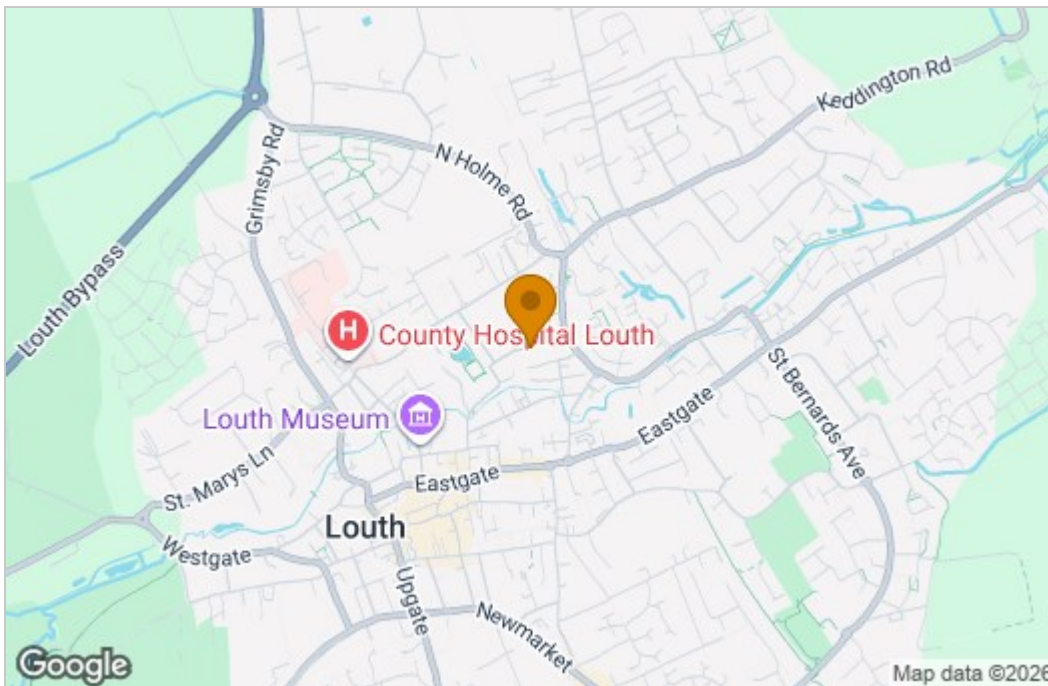 Keddington Rd
N Holme Rd
Grimsby Rd
Louth Bypass
H
County Hospital Louth
Louth Museum
St Bernards Ave
Eastgate
Eastgate
St. Marys Ln
Louth
Westgate
Upgate
Newmarket
Google
Map data ©2026